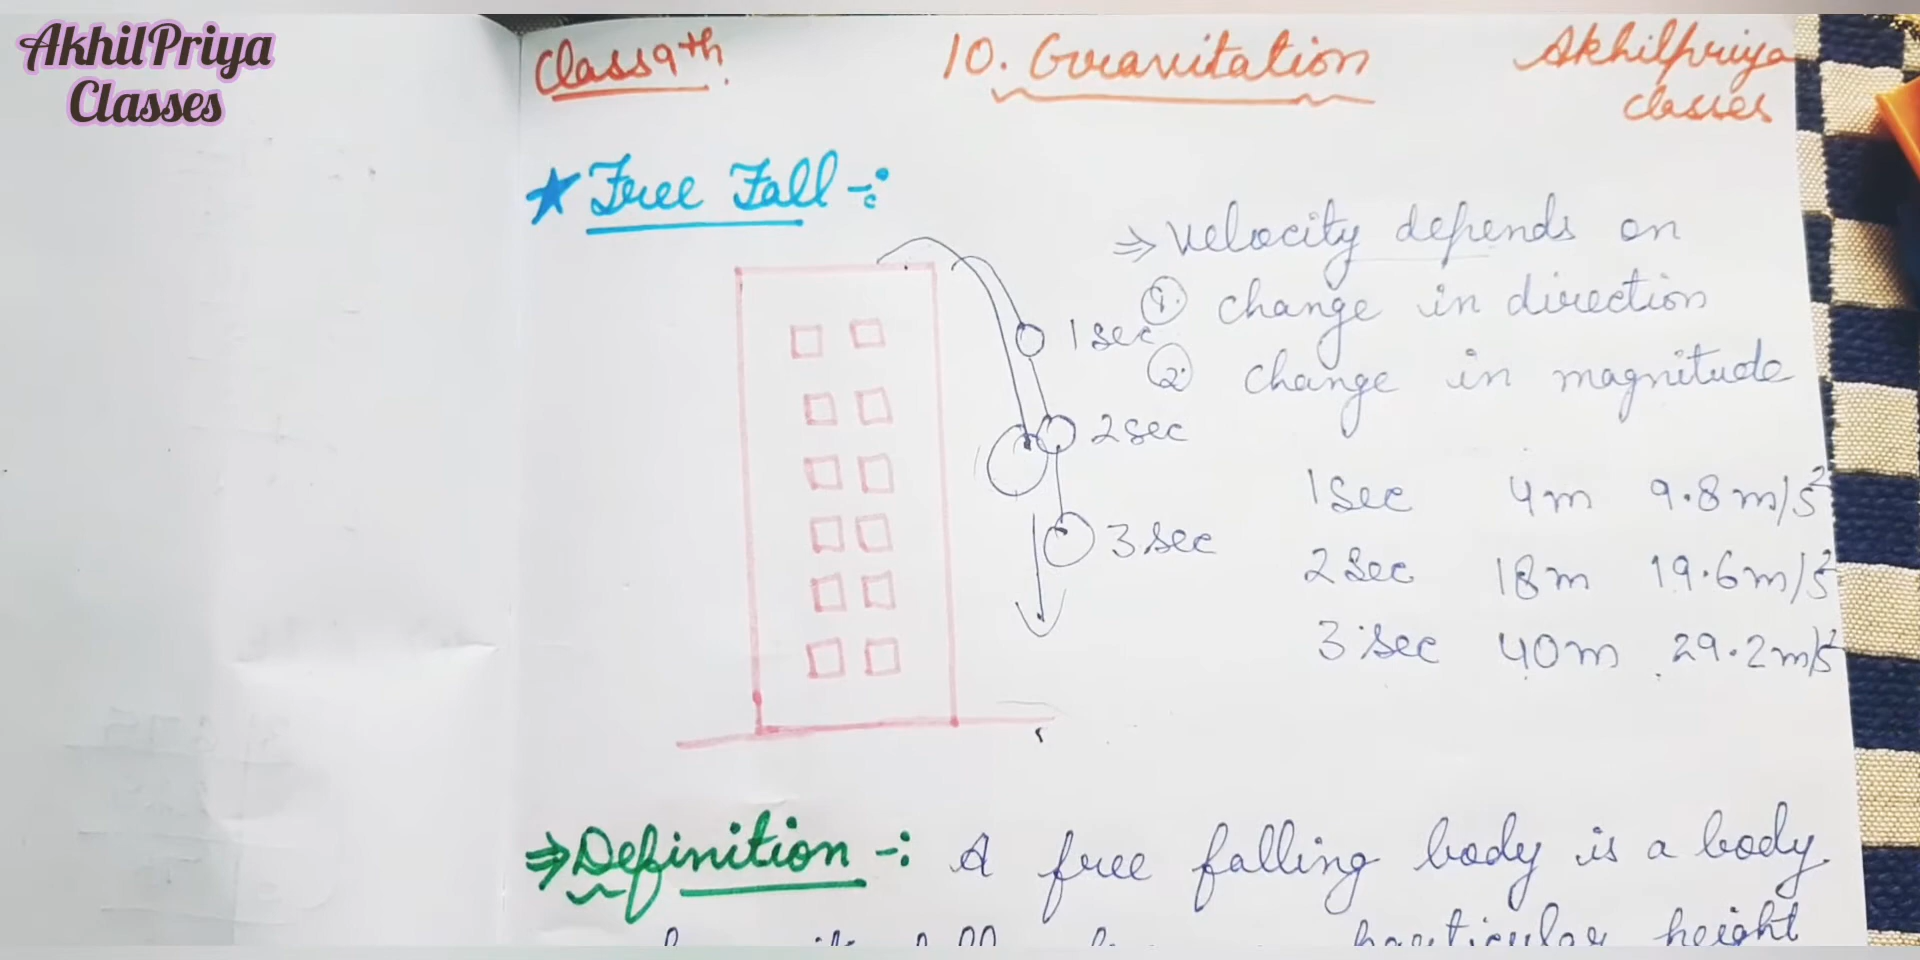 AkhilPriya
Classes
Class 9th.
10. Gravitation
Akhilpriya
classes
★ Free Fall -:
⇒ Velocity depends on
① change in direction
② change in magnitude
1 sec
2 sec
3 sec
1 Sec 4m 9.8 m/s²
2 Sec 18m 19.6 m/s²
3 Sec 40m 29.2 m/s²
⇒ Definition -: A free falling body is a body
particular height